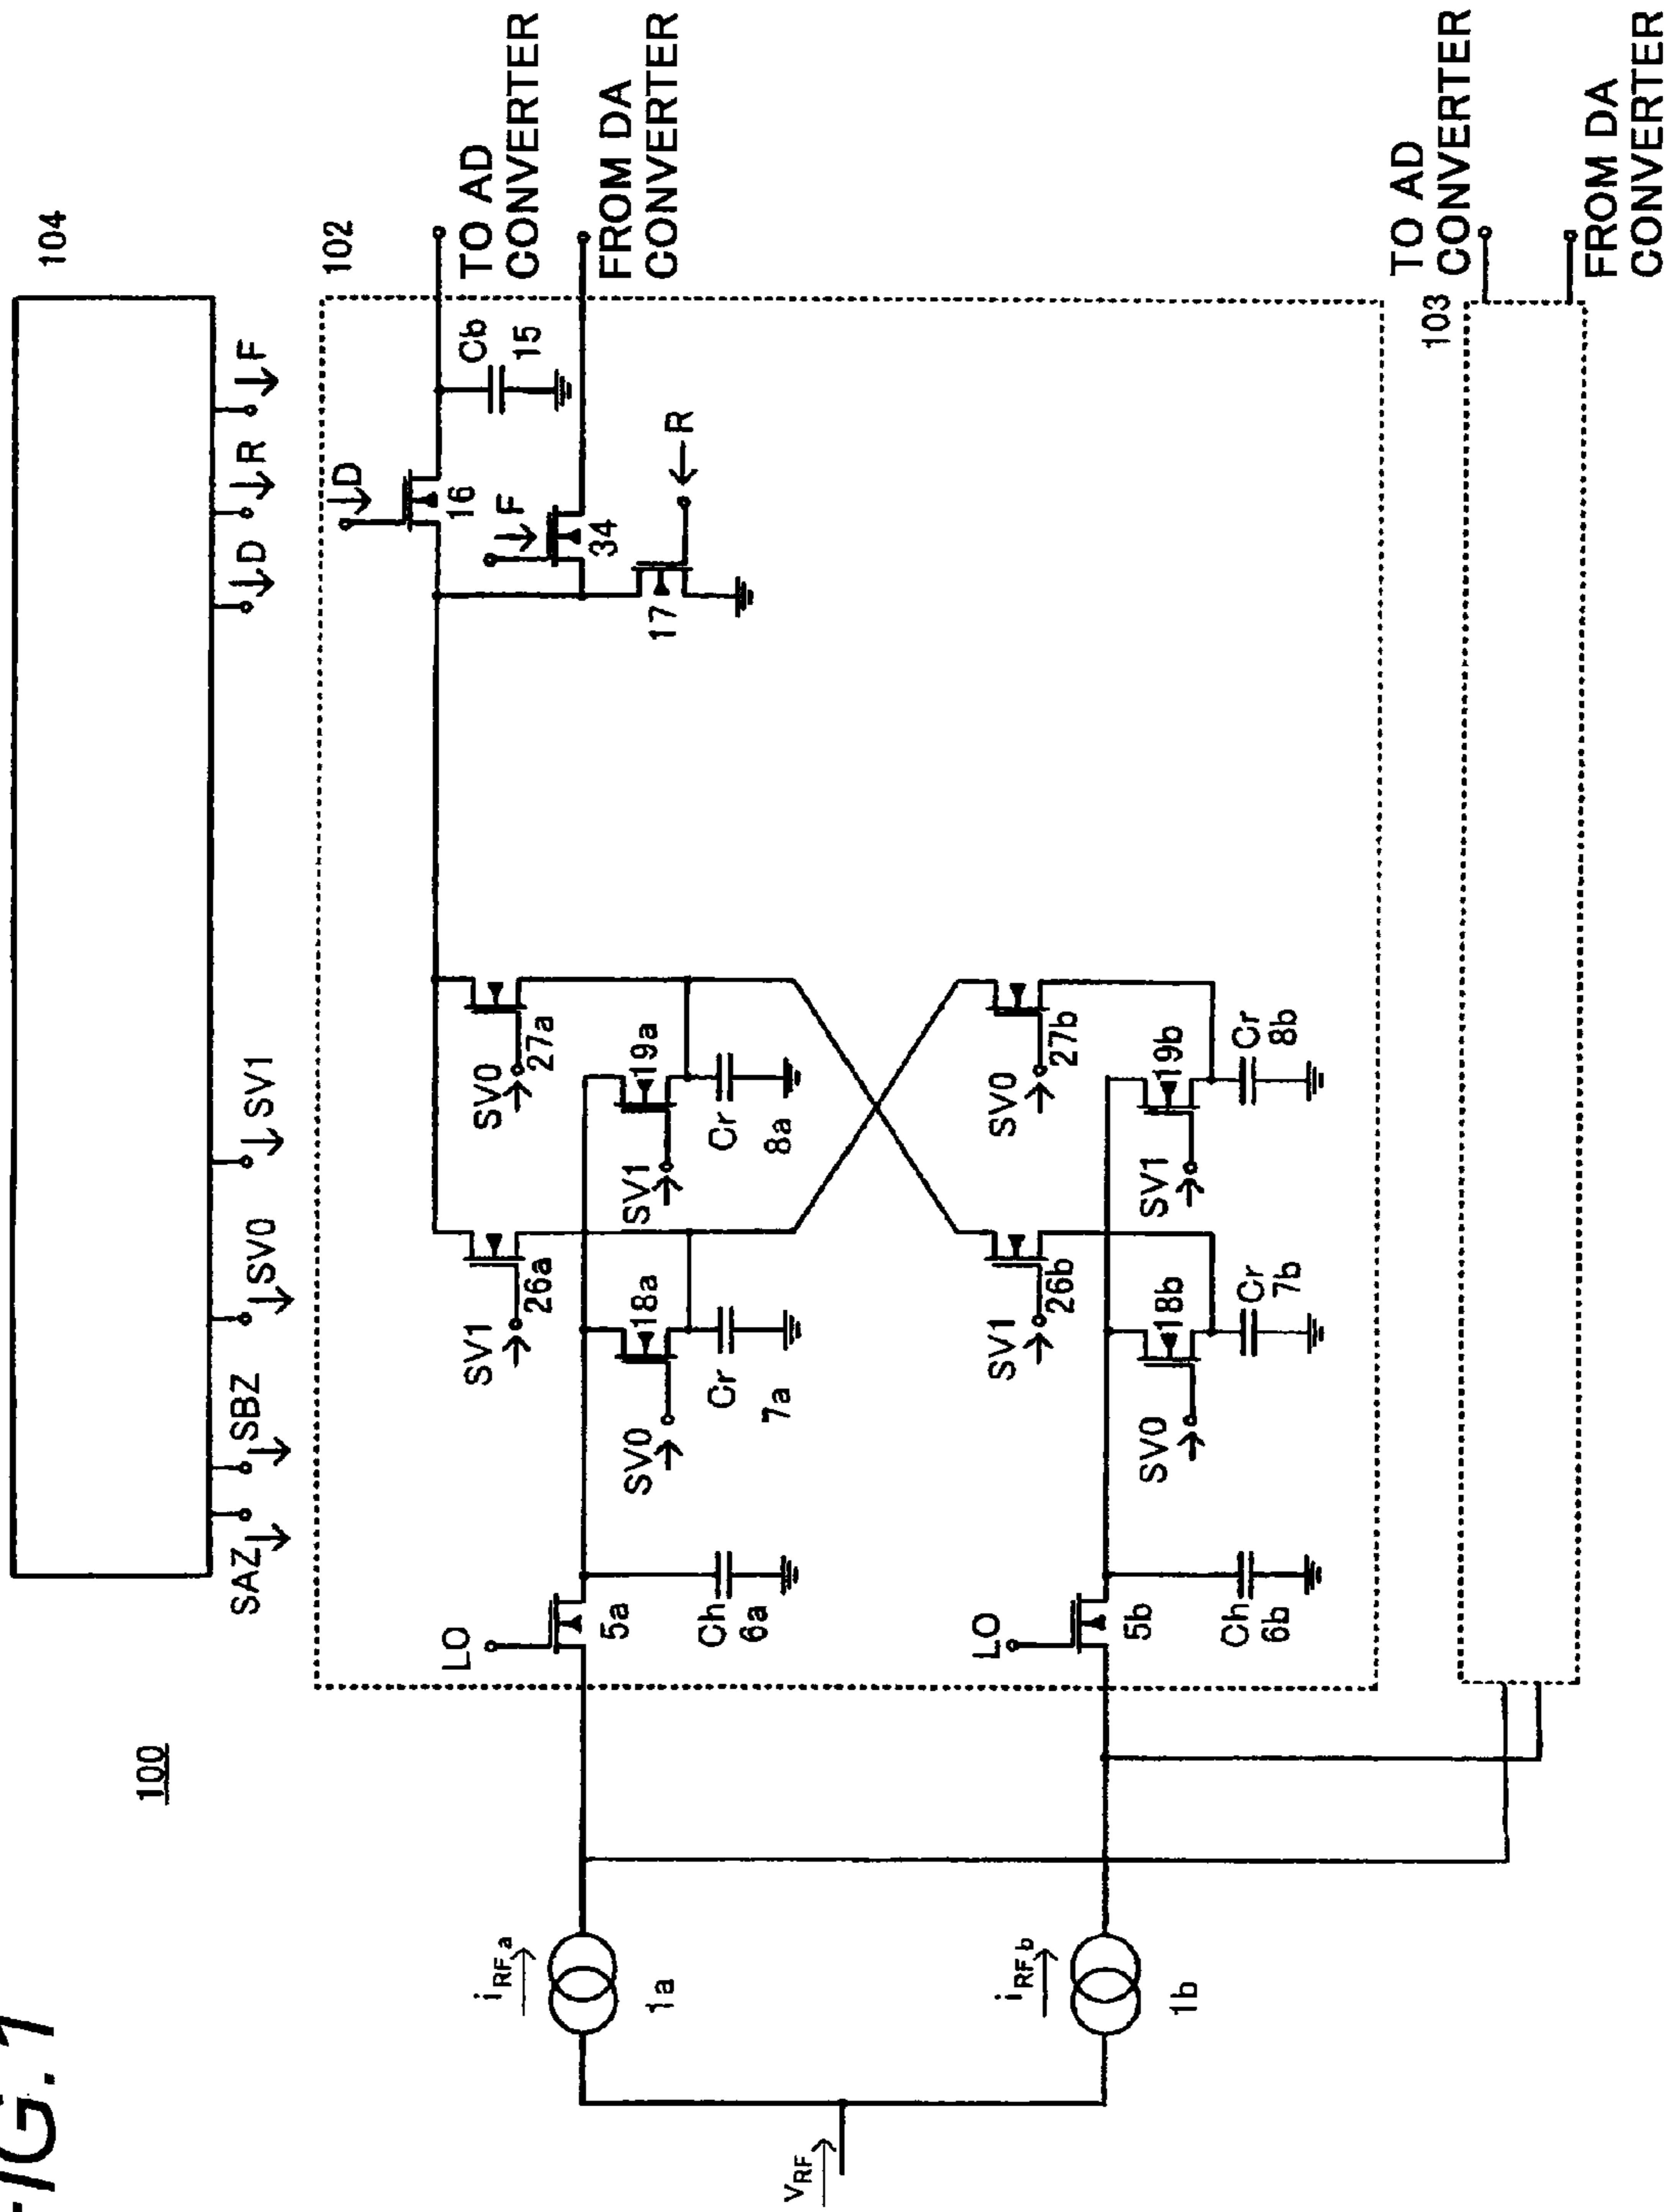 FIG.1
100
104
SAZ
SBZ
SV0
SV1
D
R
F
102
D
16
Cb
15
TO AD
CONVERTER
F
34
FROM DA
CONVERTER
17
R
SV1
26a
SV0
27a
iRF a
1a
LO
5a
Ch
6a
SV0
18a
Cr
7a
SV1
19a
Cr
8a
VRF
SV1
26b
SV0
27b
iRF b
1b
LO
5b
Ch
6b
SV0
18b
Cr
7b
SV1
19b
Cr
8b
103
TO AD
CONVERTER
FROM DA
CONVERTER